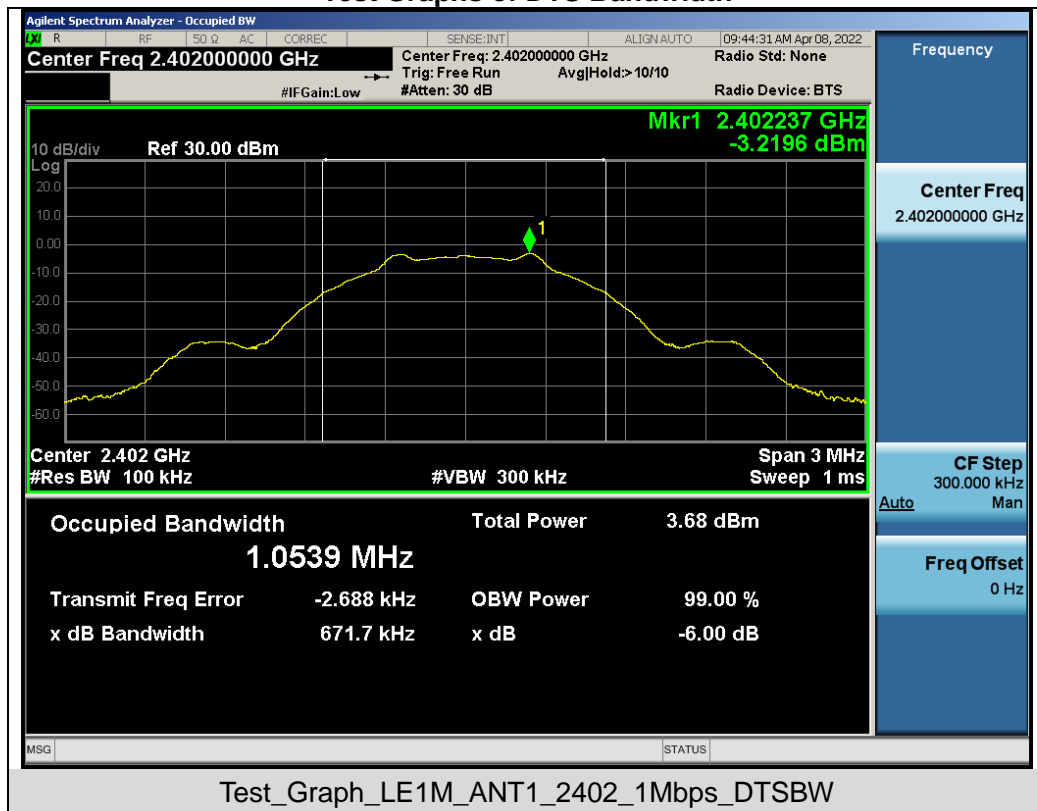 Agilent Spectrum Analyzer - Occupied BW
LXI R RF 50 Ω AC CORREC SENSE:INT ALIGN AUTO 09:44:31 AM Apr 08, 2022
Center Freq 2.402000000 GHz Center Freq: 2.402000000 GHz Radio Std: None
Trig: Free Run Avg|Hold:>10/10
#IFGain:Low #Atten: 30 dB Radio Device: BTS
Frequency
Mkr1 2.402237 GHz
-3.2196 dBm
10 dB/div Ref 30.00 dBm
Log
20.0
10.0
0.00
-10.0
-20.0
-30.0
-40.0
-50.0
-60.0
1
Center 2.402 GHz Span 3 MHz
#Res BW 100 kHz #VBW 300 kHz Sweep 1 ms
Center Freq
2.402000000 GHz
CF Step
300.000 kHz
Auto Man
Freq Offset
0 Hz
Occupied Bandwidth Total Power 3.68 dBm
1.0539 MHz
Transmit Freq Error -2.688 kHz OBW Power 99.00 %
x dB Bandwidth 671.7 kHz x dB -6.00 dB
MSG STATUS
Test_Graph_LE1M_ANT1_2402_1Mbps_DTSBW